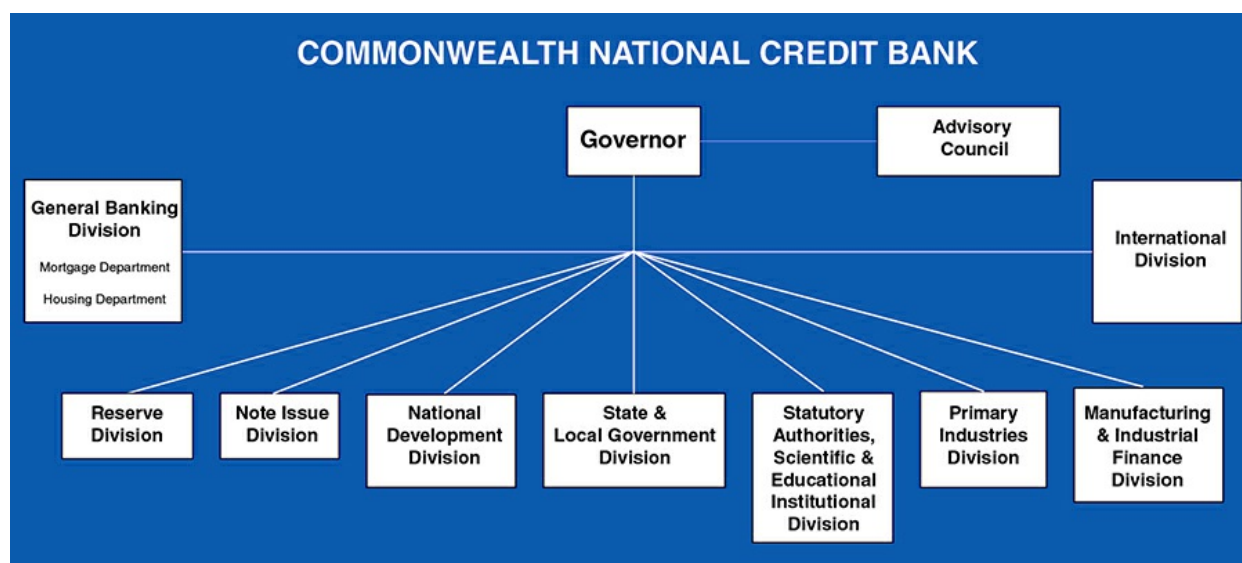 COMMONWEALTH NATIONAL CREDIT BANK
Governor
Advisory
Council
General Banking
Division
Mortgage Department
Housing Department
International
Division
Reserve
Division
Note Issue
Division
National
Development
Division
State &
Local Government
Division
Statutory
Authorities,
Scientific &
Educational
Institutional
Division
Primary
Industries
Division
Manufacturing
& Industrial
Finance
Division